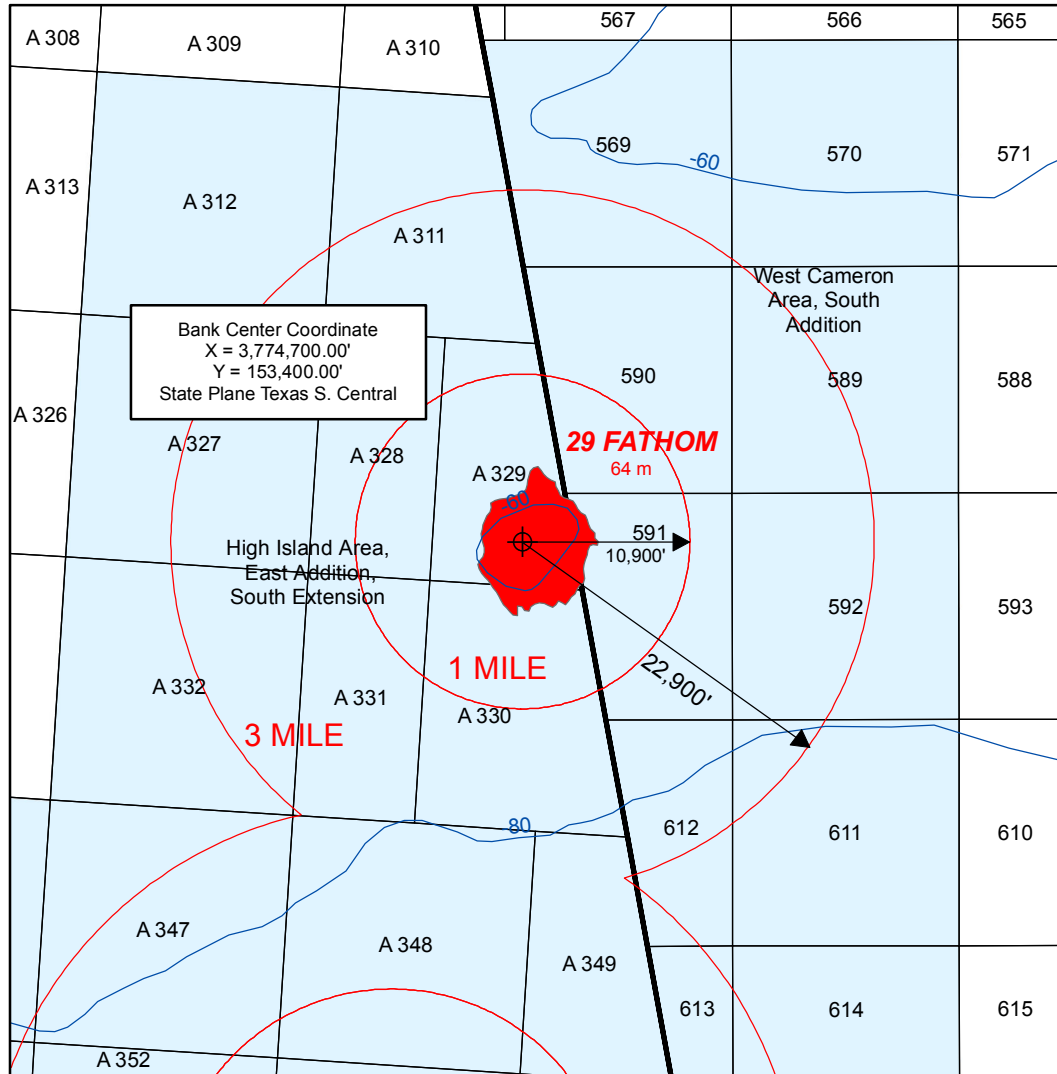 567
566
565
A 308
A 309
A 310
569
-60
570
571
A 313
A 312
A 311
West Cameron
Area, South
Addition
Bank Center Coordinate
X = 3,774,700.00'
Y = 153,400.00'
State Plane Texas S. Central
590
589
588
A 326
A 327
A 328
29 FATHOM
64 m
A 329
-60
591
10,900'
High Island Area,
East Addition,
South Extension
592
593
1 MILE
22,900'
A 332
A 331
A 330
3 MILE
80
612
611
610
A 347
A 348
A 349
613
614
615
A 352